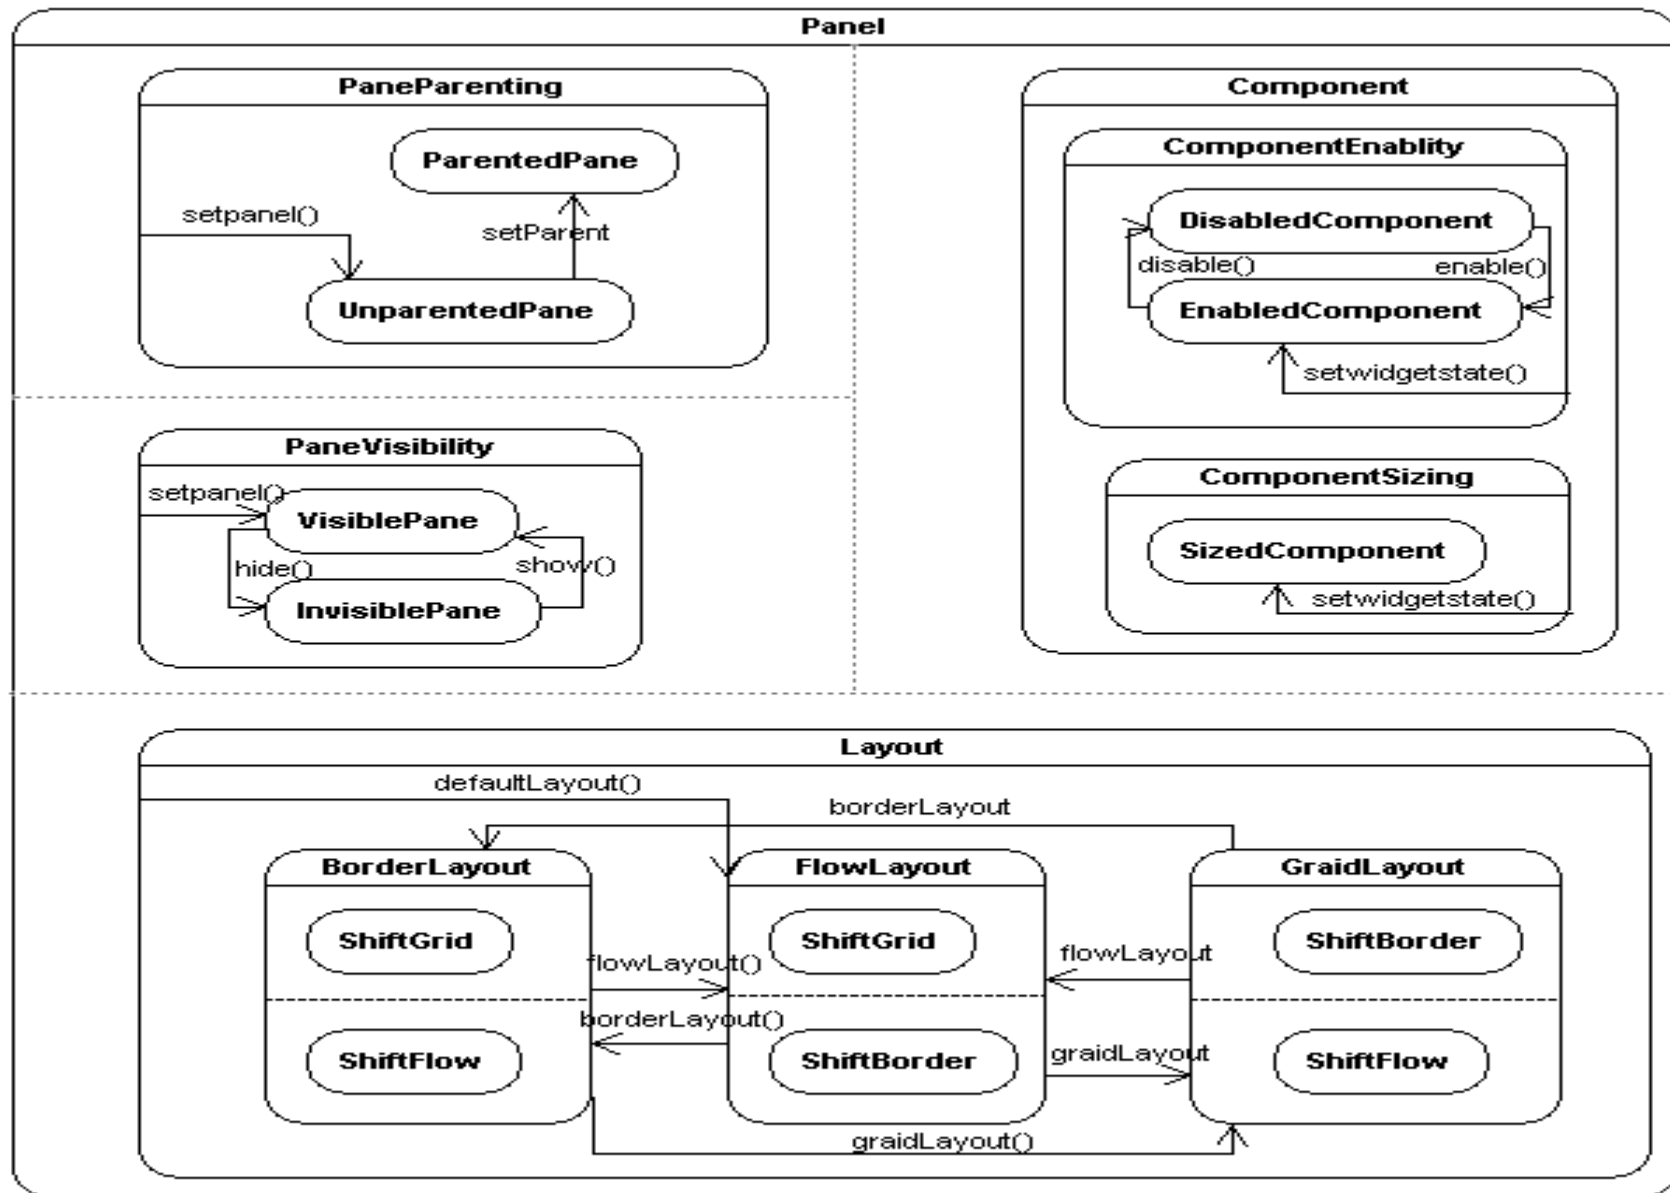 Panel
PaneParenting
ParentedPane
setpanel()
setParent
UnparentedPane
Component
ComponentEnablity
DisabledComponent
disable()
enable()
EnabledComponent
setwidgetstate()
PaneVisibility
setpanel()
VisiblePane
hide()
show()
InvisiblePane
ComponentSizing
SizedComponent
setwidgetstate()
Layout
defaultLayout()
borderLayout
BorderLayout
FlowLayout
GraidLayout
ShiftGrid
ShiftGrid
ShiftBorder
flowLayout()
flowLayout
borderLayout()
graidLayout
ShiftFlow
ShiftBorder
ShiftFlow
graidLayout()